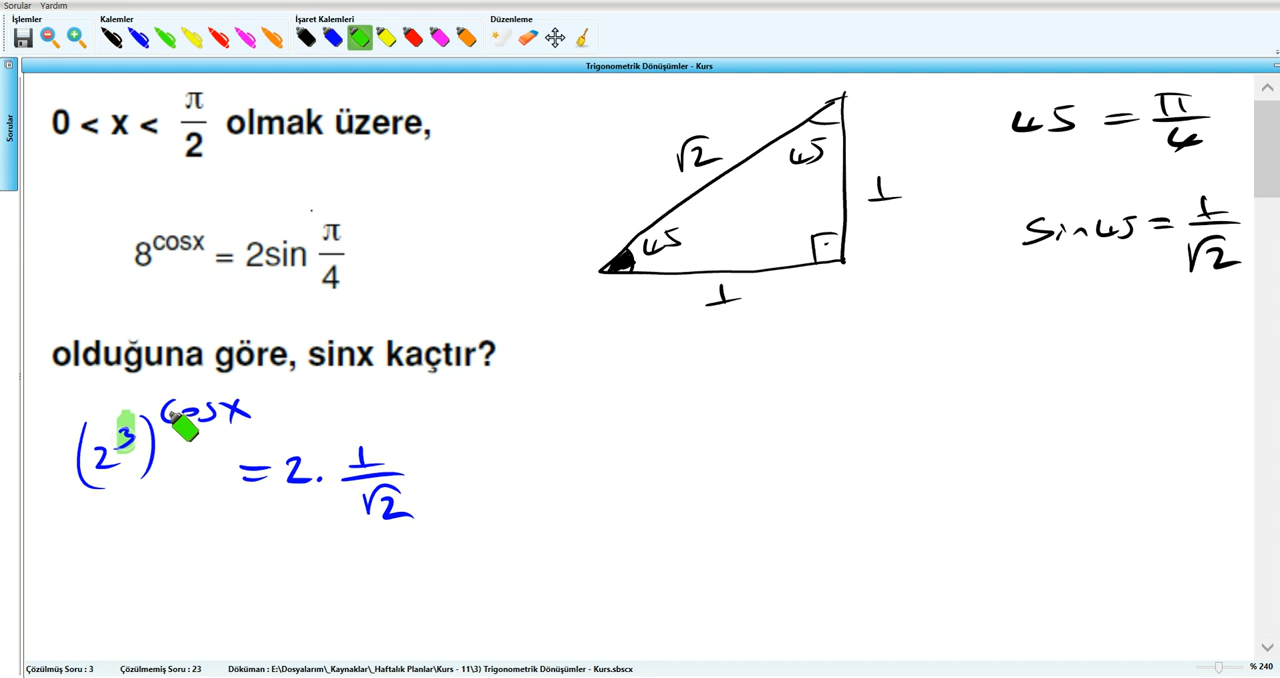 Sorular Yardım
İşlemler Kalemler İşaret Kalemleri Düzenleme
Trigonometrik Dönüşümler - Kurs
Sorular
0 < x < π/2 olmak üzere,
8^cosx = 2sin π/4
olduğuna göre, sinx kaçtır?
(2^3)^cosx = 2 · 1/√2
√2
45
1
45
1
45 = π/4
sin45 = 1/√2
Çözülmüş Soru : 3 Çözülmemiş Soru : 23 Döküman : E:\Dosyalarım\_Kaynaklar\_Haftalık Planlar\Kurs - 11\3) Trigonometrik Dönüşümler - Kurs.sbscx % 240